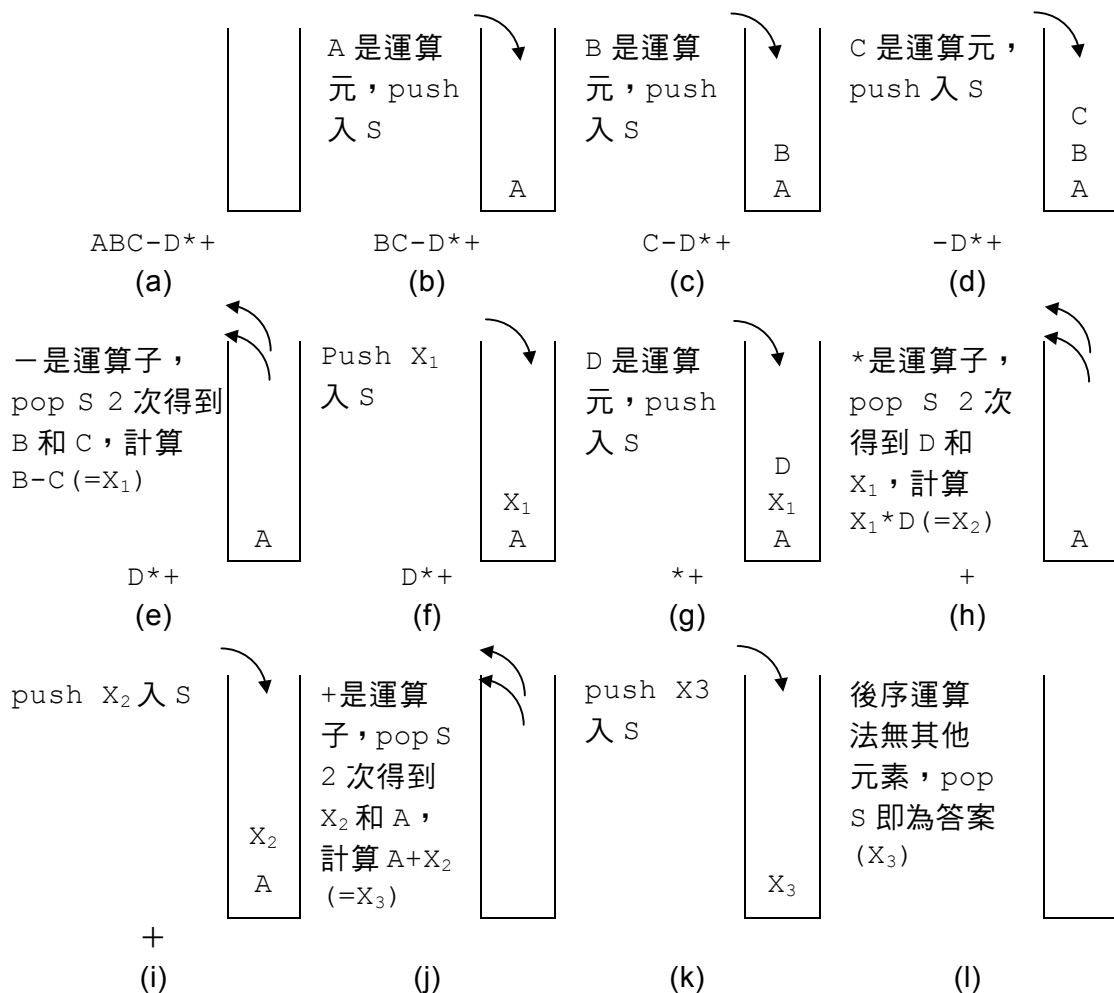 A 是運算
元，push
入 S
A
B 是運算
元，push
入 S
B
A
C 是運算元，
push 入 S
C
B
A
ABC-D*+
BC-D*+
C-D*+
-D*+
(a)
(b)
(c)
(d)
－是運算子，
pop S 2 次得到
B 和 C，計算
B-C(=X₁)
A
Push X₁
入 S
X₁
A
D 是運算
元，push
入 S
D
X₁
A
*是運算子，
pop S 2 次
得到 D 和
X₁，計算
X₁*D(=X₂)
A
D*+
D*+
*+
+
(e)
(f)
(g)
(h)
push X₂ 入 S
X₂
A
+是運算
子，pop S
2 次得到
X₂ 和 A，
計算 A+X₂
(=X₃)
push X3
入 S
X₃
後序運算
法無其他
元素，pop
S 即為答案
(X₃)
＋
(i)
(j)
(k)
(l)